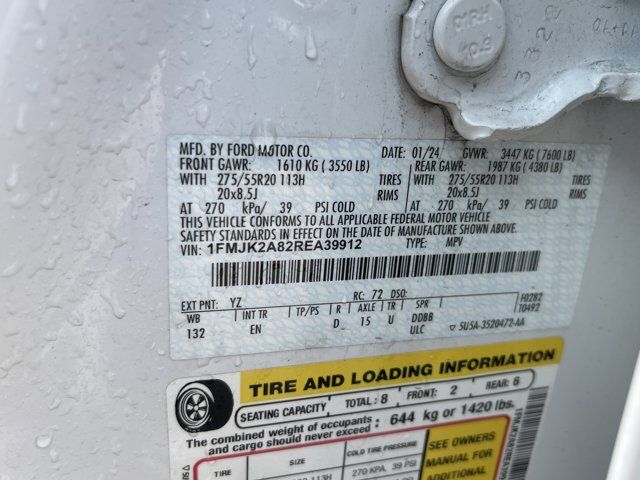 MFD. BY FORD MOTOR CO.
DATE: 01/24 GVWR: 3447 KG (7600 LB)
FRONT GAWR: 1610 KG (3550 LB)
REAR GAWR: 1987 KG (4380 LB)
WITH 275/55R20 113H TIRES
WITH 275/55R20 113H TIRES
20x8.5J RIMS
20x8.5J RIMS
AT 270 kPa/ 39 PSI COLD
AT 270 kPa/ 39 PSI COLD
THIS VEHICLE CONFORMS TO ALL APPLICABLE FEDERAL MOTOR VEHICLE
SAFETY STANDARDS IN EFFECT ON THE DATE OF MANUFACTURE SHOWN ABOVE.
VIN: 1FMJK2A82REA39912 TYPE: MPV
EXT PNT: YZ RC: 72 DSO: F0282
T0492
WB INT TR TP/PS R AXLE TR SPR
132 EN D 15 U DDBB
ULC 5U5A-3520472-AA
TIRE AND LOADING INFORMATION
SEATING CAPACITY TOTAL: 8 FRONT: 2 REAR: 6
The combined weight of occupants
and cargo should never exceed : 644 kg or 1420 lbs.
TIRE SIZE COLD TIRE PRESSURE
270 KPA, 39 PSI
SEE OWNERS
MANUAL FOR
ADDITIONAL